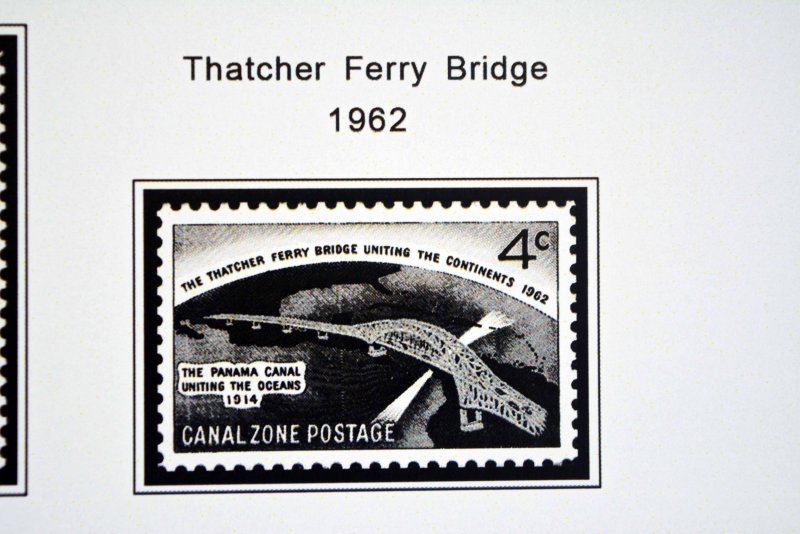 Thatcher Ferry Bridge
1962
4c
THE THATCHER FERRY BRIDGE UNITING THE CONTINENTS 1962
THE PANAMA CANAL
UNITING THE OCEANS
1914
CANAL ZONE POSTAGE